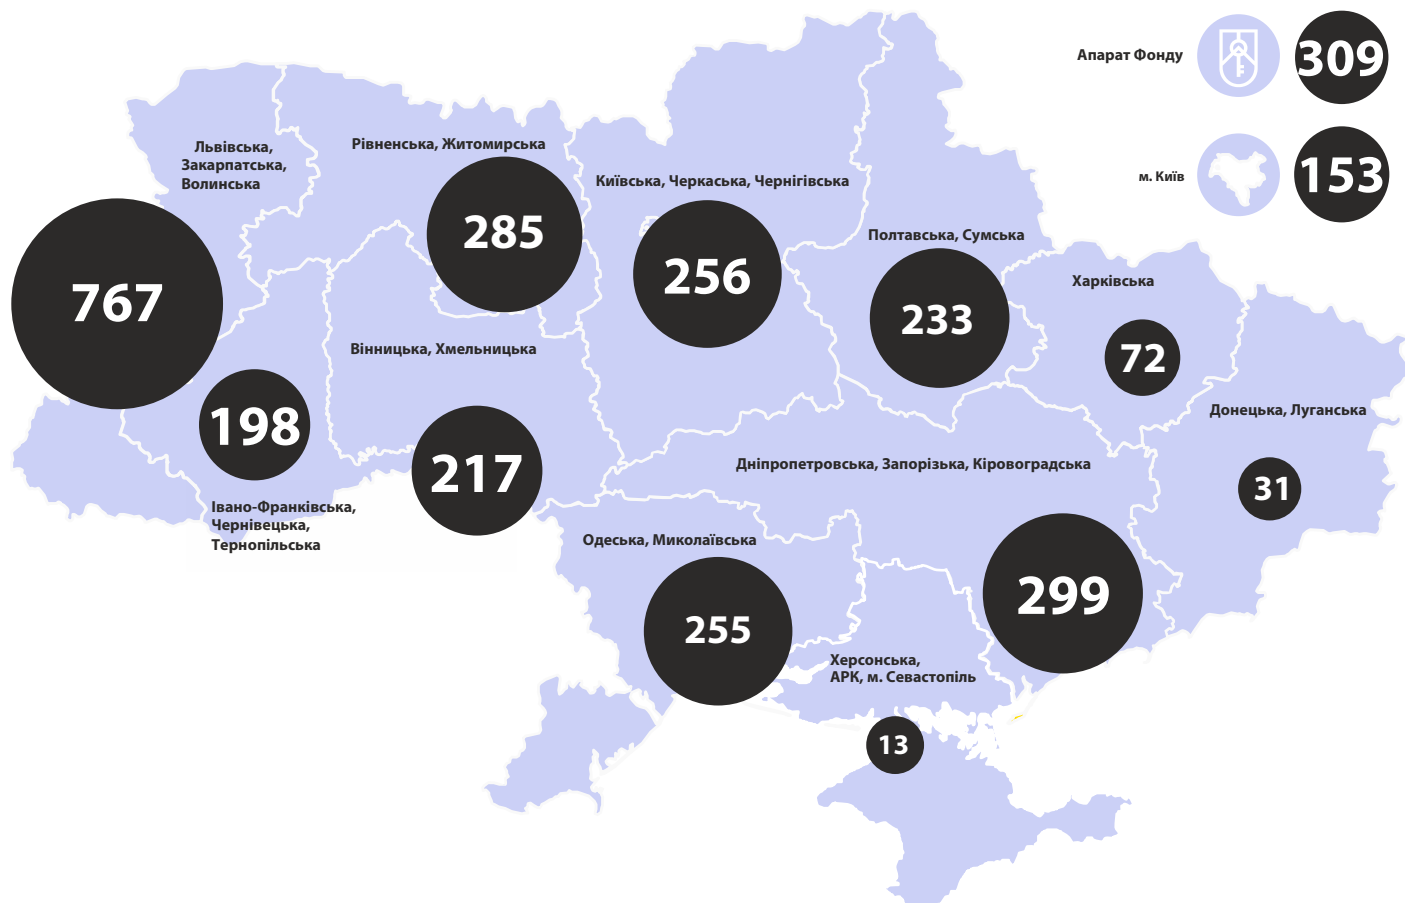 Апарат Фонду
309
м. Київ
153
Львівська,
Закарпатська,
Волинська
767
Рівненська, Житомирська
285
Київська, Черкаська, Чернігівська
256
Полтавська, Сумська
233
Харківська
72
Донецька, Луганська
31
Вінницька, Хмельницька
217
198
Івано-Франківська,
Чернівецька,
Тернопільська
Дніпропетровська, Запорізька, Кіровоградська
299
Одеська, Миколаївська
255
Херсонська,
АРК, м. Севастопіль
13